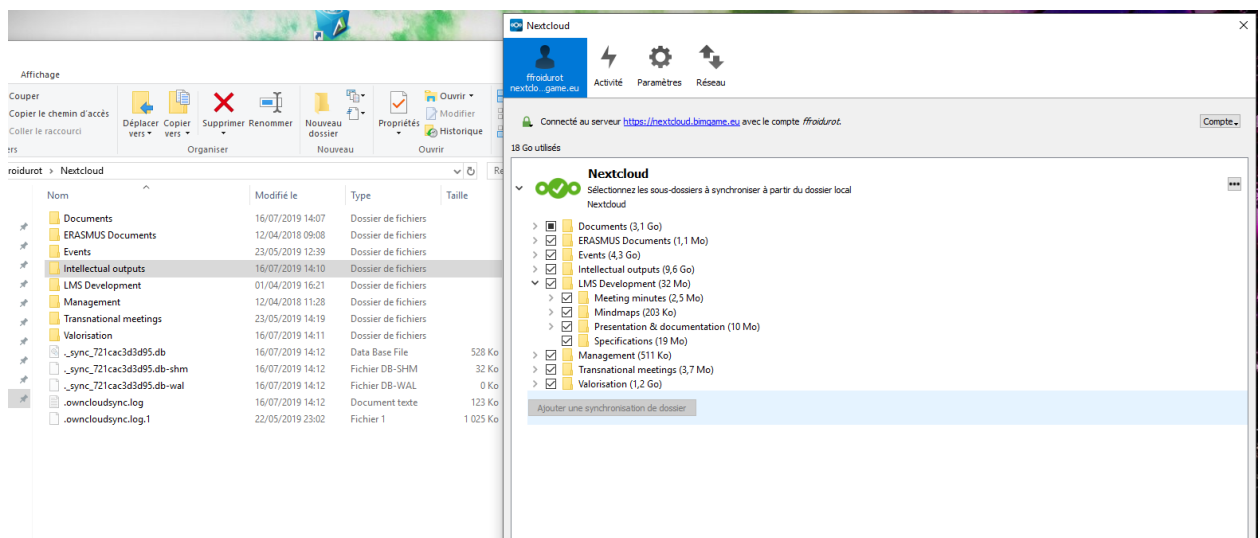 Affichage
Couper
Copier le chemin d'accès
Coller le raccourci
Déplacer vers
Copier vers
Supprimer
Renommer
Nouveau dossier
Propriétés
Ouvrir
Modifier
Historique
ers
Organiser
Nouveau
Ouvrir
roidurot > Nextcloud
Re
Nom
Modifié le
Type
Taille
Documents 16/07/2019 14:07 Dossier de fichiers
ERASMUS Documents 12/04/2018 09:08 Dossier de fichiers
Events 23/05/2019 12:39 Dossier de fichiers
Intellectual outputs 16/07/2019 14:10 Dossier de fichiers
LMS Development 01/04/2019 16:21 Dossier de fichiers
Management 12/04/2018 11:28 Dossier de fichiers
Transnational meetings 23/05/2019 14:19 Dossier de fichiers
Valorisation 16/07/2019 14:11 Dossier de fichiers
._sync_721cac3d3d95.db 16/07/2019 14:12 Data Base File 528 Ko
._sync_721cac3d3d95.db-shm 16/07/2019 14:12 Fichier DB-SHM 32 Ko
._sync_721cac3d3d95.db-wal 16/07/2019 14:12 Fichier DB-WAL 0 Ko
.owncloudsync.log 16/07/2019 14:12 Document texte 123 Ko
.owncloudsync.log.1 22/05/2019 23:02 Fichier 1 1 025 Ko
Nextcloud
ffroidurot
nextclo...game.eu
Activité
Paramètres
Réseau
Connecté au serveur https://nextcloud.bimgame.eu avec le compte ffroidurot.
Compte
18 Go utilisés
Nextcloud
Sélectionnez les sous-dossiers à synchroniser à partir du dossier local
Nextcloud
Documents (3,1 Go)
ERASMUS Documents (1,1 Mo)
Events (4,3 Go)
Intellectual outputs (9,6 Go)
LMS Development (32 Mo)
Meeting minutes (2,5 Mo)
Mindmaps (203 Ko)
Presentation & documentation (10 Mo)
Specifications (19 Mo)
Management (511 Ko)
Transnational meetings (3,7 Mo)
Valorisation (1,2 Go)
Ajouter une synchronisation de dossier